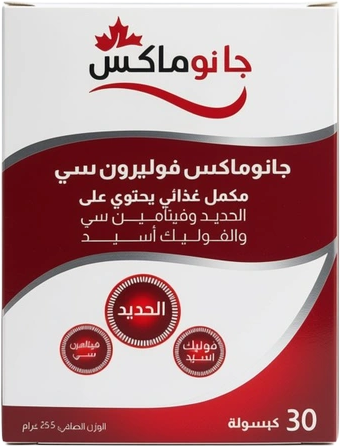 جانوماكس
جانوماكس فوليرون سي
مكمل غذائي يحتوي على
الحديد وفيتامين سي
والفوليك أسيد
الحديد
فيتامين
سي
فوليك
أسيد
30 كبسولة
الوزن الصافي: 25.5 غرام